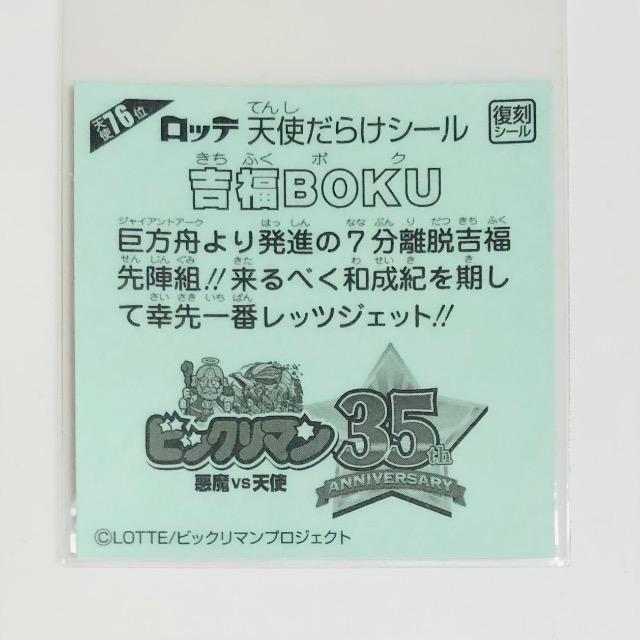 天使76位
ロッテ 天使だらけシール
てんし
復刻シール
きちふくボク
吉福BOKU
ジャイアントアーク はっしん ななぶんりだつきちふく
巨方舟より発進の7分離脱吉福
せんじんぐみ きた わせいき き
先陣組!!来るべく和成紀を期し
さいさきいちばん
て幸先一番レッツジェット!!
ビックリマン
悪魔VS天使
35th
ANNIVERSARY
©LOTTE/ビックリマンプロジェクト